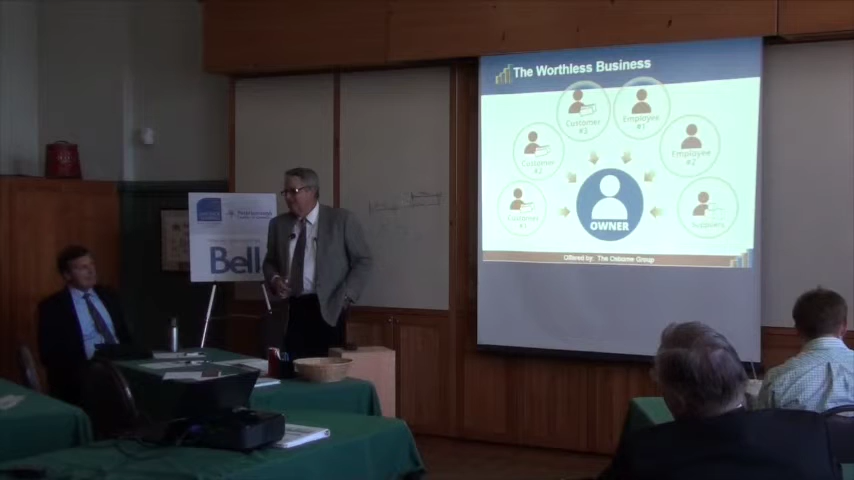 The Worthless Business
Customer
#3
Employee
#1
Customer
#2
Employee
#2
Customer
#1
OWNER
Suppliers
Offered by: The Osborne Group
Bell